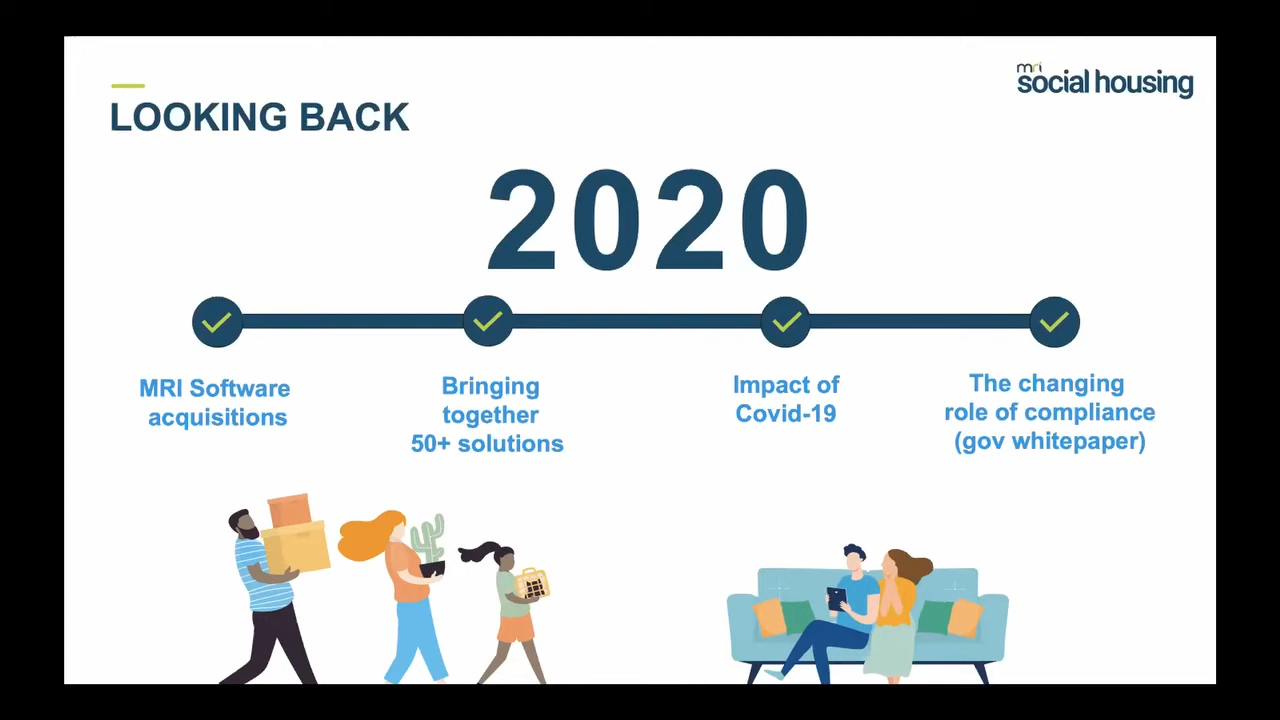 mri
social housing
LOOKING BACK
2020
MRI Software
acquisitions
Bringing
together
50+ solutions
Impact of
Covid-19
The changing
role of compliance
(gov whitepaper)